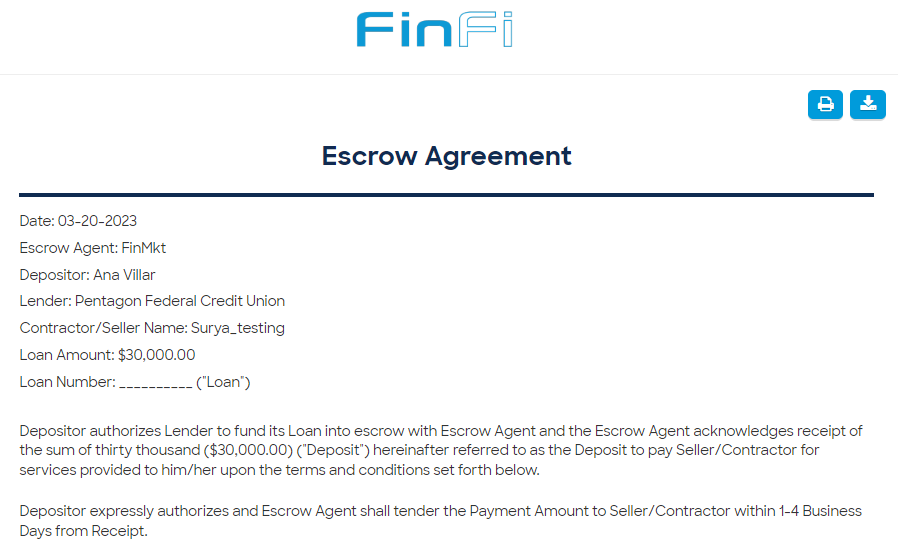 FinFi
Escrow Agreement
Date: 03-20-2023
Escrow Agent: FinMkt
Depositor: Ana Villar
Lender: Pentagon Federal Credit Union
Contractor/Seller Name: Surya_testing
Loan Amount: $30,000.00
Loan Number: __________ ("Loan")
Depositor authorizes Lender to fund its Loan into escrow with Escrow Agent and the Escrow Agent acknowledges receipt of
the sum of thirty thousand ($30,000.00) ("Deposit") hereinafter referred to as the Deposit to pay Seller/Contractor for
services provided to him/her upon the terms and conditions set forth below.
Depositor expressly authorizes and Escrow Agent shall tender the Payment Amount to Seller/Contractor within 1-4 Business
Days from Receipt.